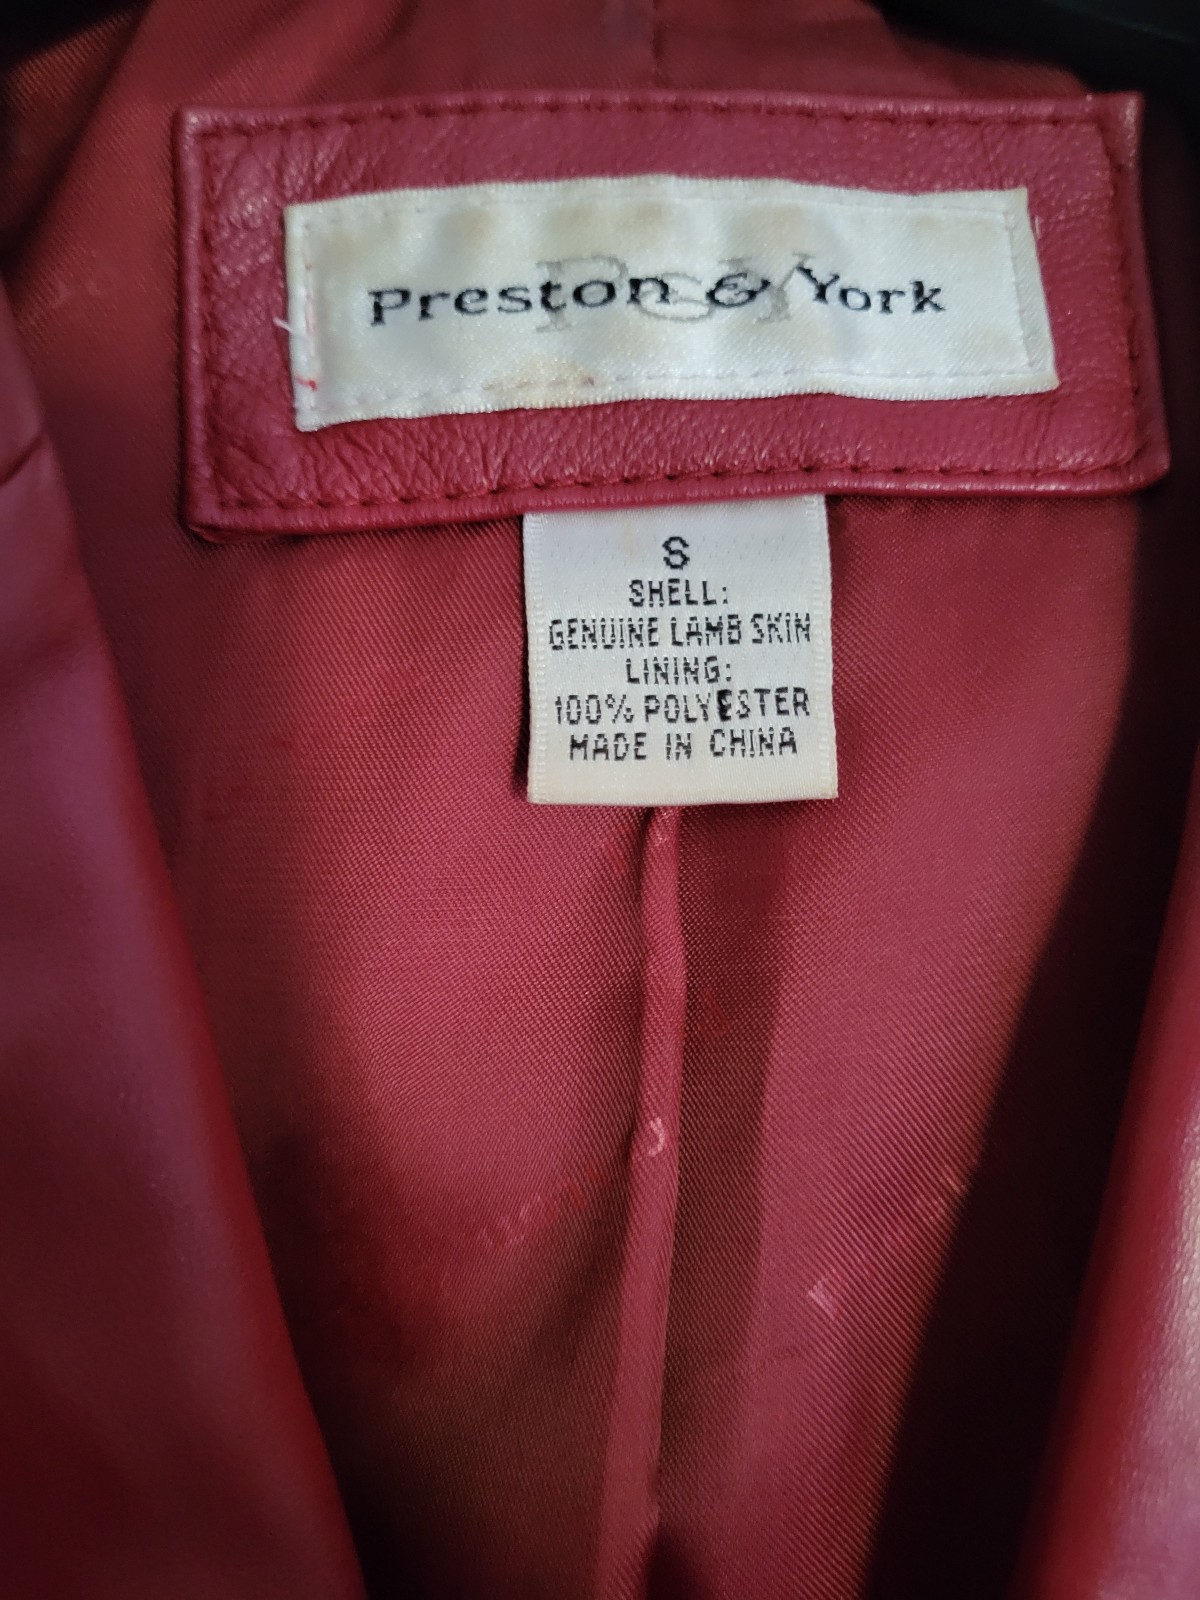 Preston & York
P&Y
S
SHELL:
GENUINE LAMB SKIN
LINING:
100% POLYESTER
MADE IN CHINA